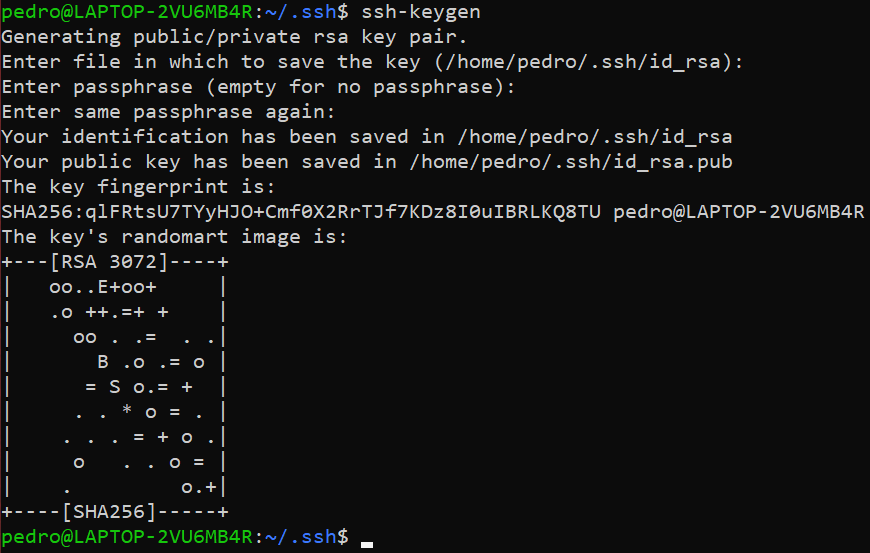 pedro@LAPTOP-2VU6MB4R:~/.ssh$ ssh-keygen
Generating public/private rsa key pair.
Enter file in which to save the key (/home/pedro/.ssh/id_rsa):
Enter passphrase (empty for no passphrase):
Enter same passphrase again:
Your identification has been saved in /home/pedro/.ssh/id_rsa
Your public key has been saved in /home/pedro/.ssh/id_rsa.pub
The key fingerprint is:
SHA256:qlFRtsU7TYyHJO+Cmf0X2RrTJf7KDz8I0uIBRLKQ8TU pedro@LAPTOP-2VU6MB4R
The key's randomart image is:
+---[RSA 3072]----+
|   oo..E+oo+     |
|   .o ++.=+ +    |
|     oo . .=  . .|
|       B .o .= o |
|      = S o.= +  |
|     . . * o = . |
|    . . . = + o .|
|     o   . . o = |
|    .         o.+|
+----[SHA256]-----+
pedro@LAPTOP-2VU6MB4R:~/.ssh$